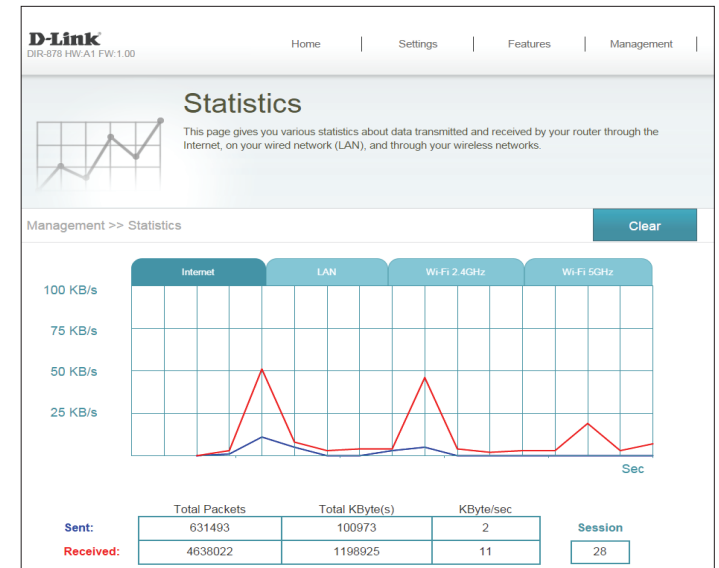 D-Link
DIR-878 HW:A1 FW:1.00
Home Settings Features Management
Statistics
This page gives you various statistics about data transmitted and received by your router through the
Internet, on your wired network (LAN), and through your wireless networks.
Management >> Statistics
Clear
Internet LAN Wi-Fi 2.4GHz Wi-Fi 5GHz
100 KB/s
75 KB/s
50 KB/s
25 KB/s
Sec
Total Packets Total KByte(s) KByte/sec
Sent: 631493 100973 2 Session
Received: 4638022 1198925 11 28